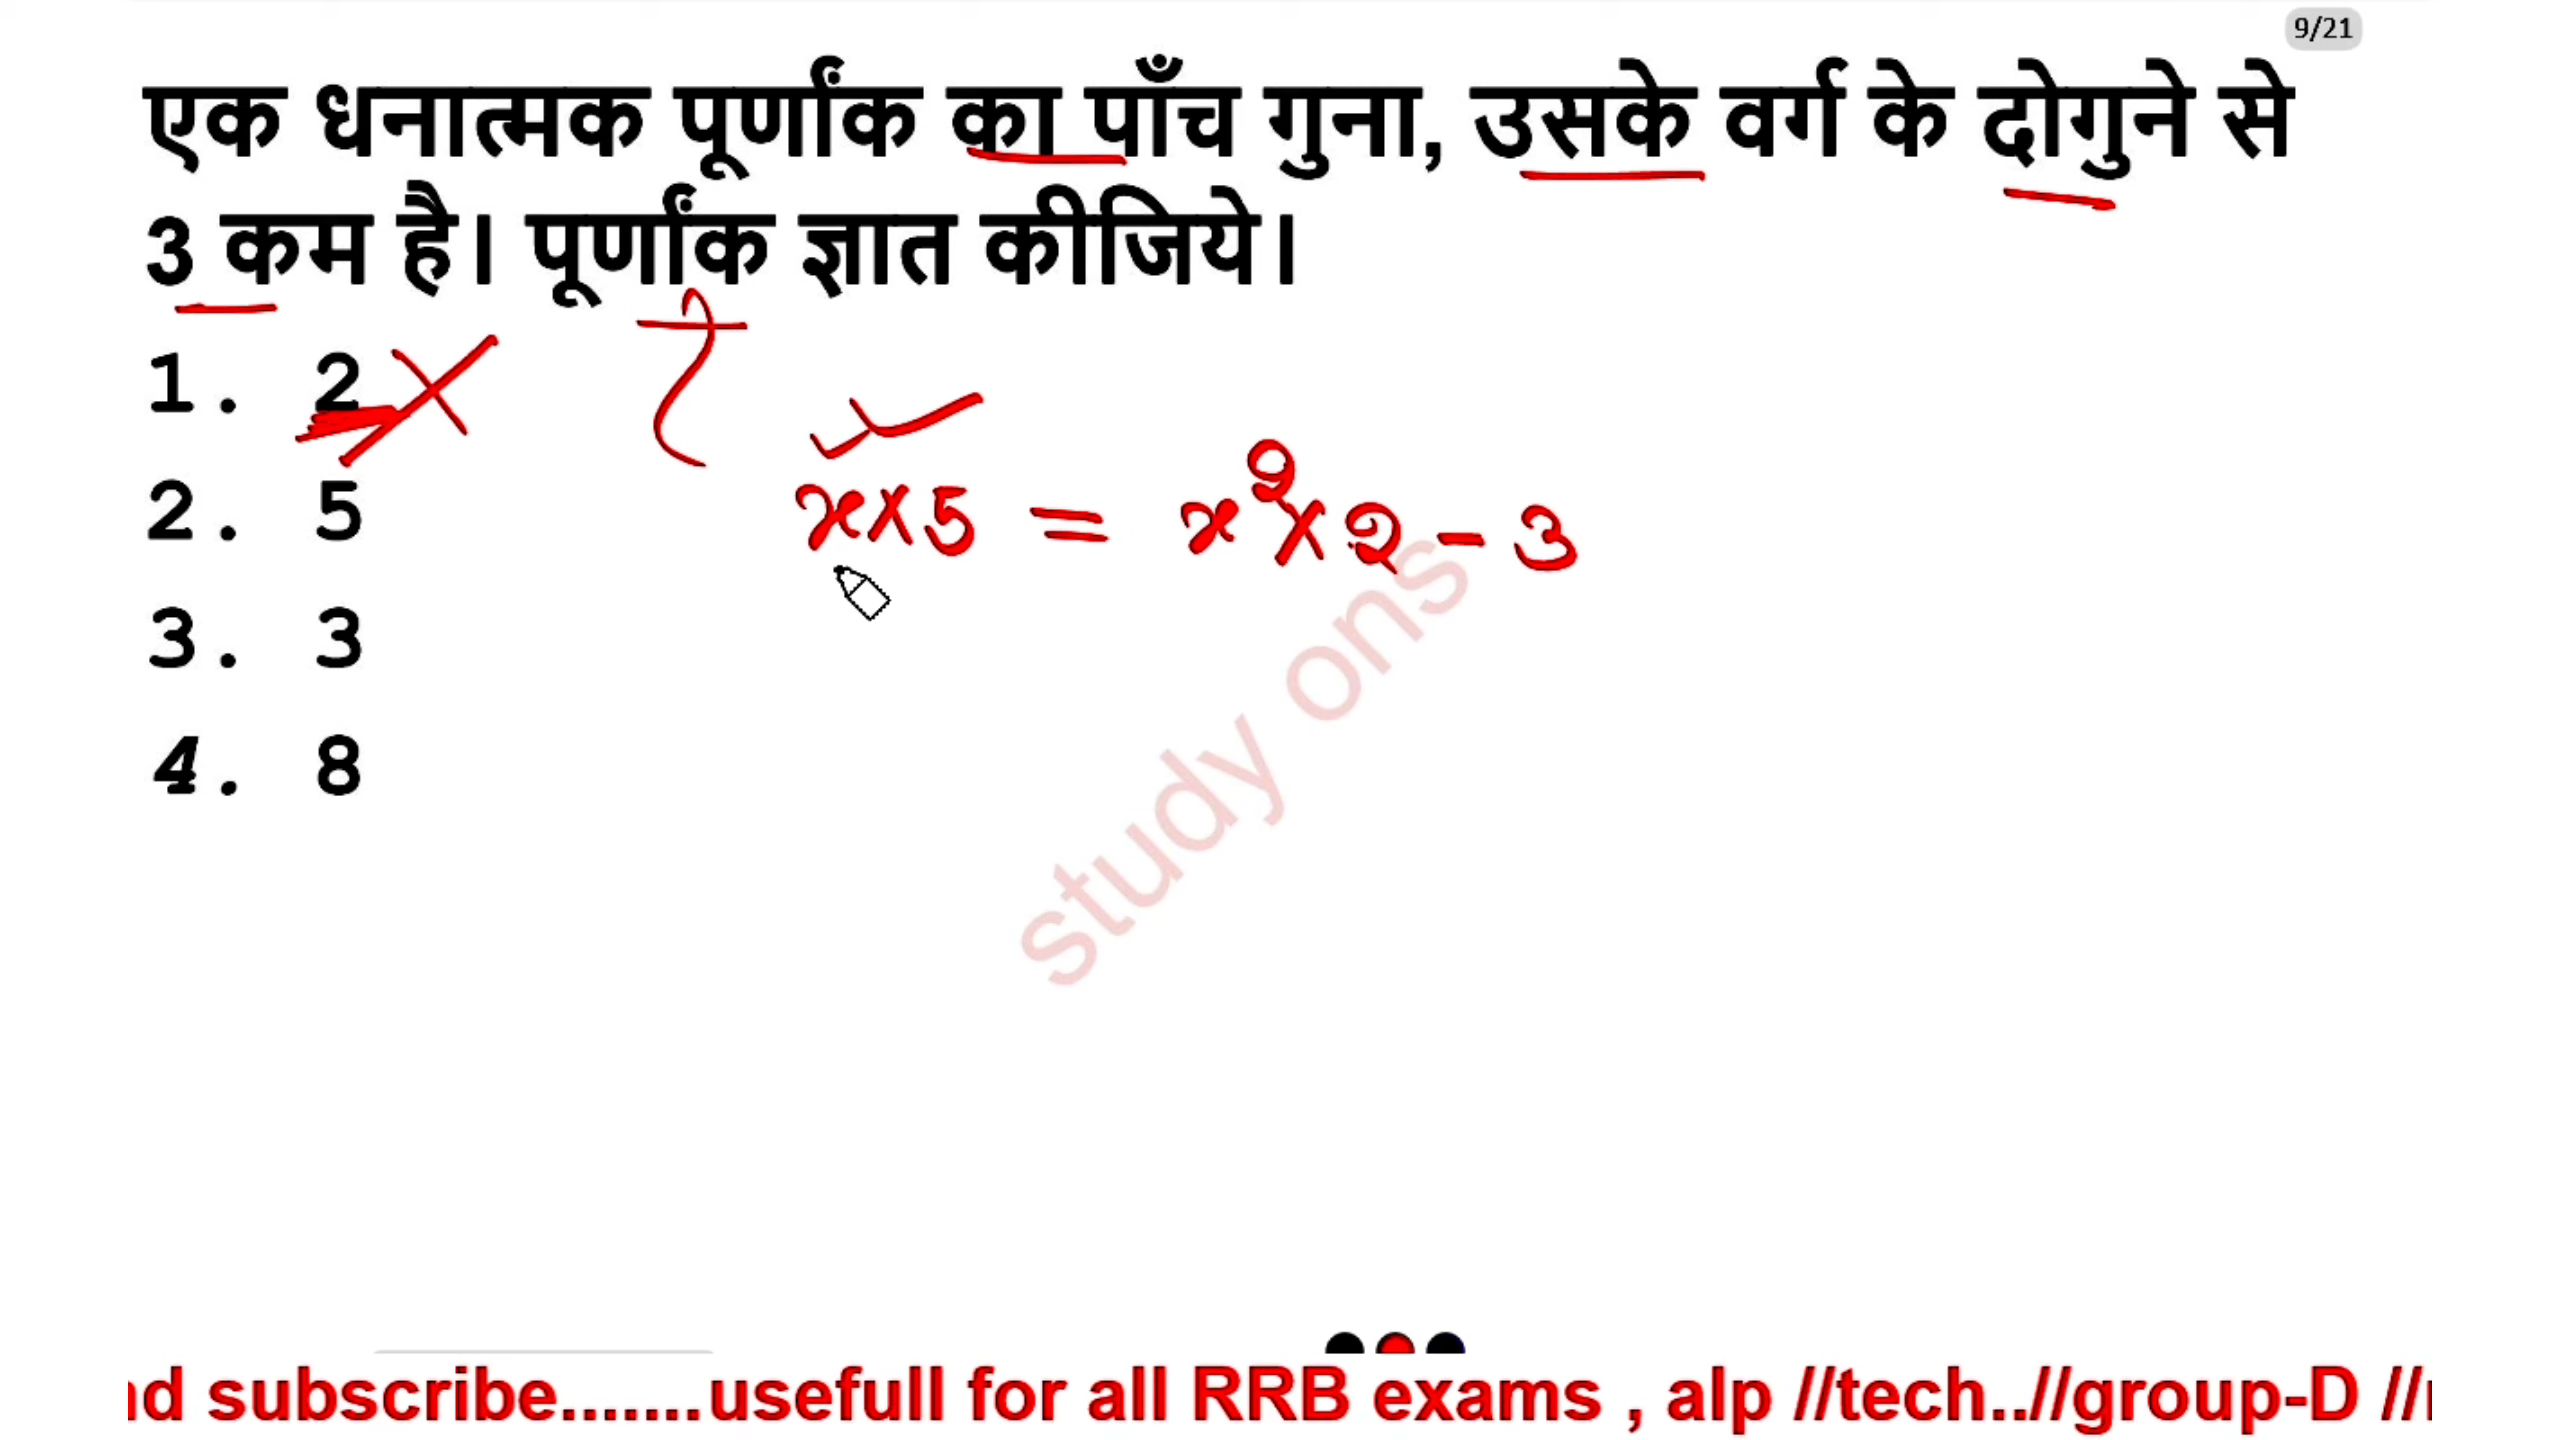 9/21
एक धनात्मक पूर्णांक का पाँच गुना, उसके वर्ग के दोगुने से
3 कम है। पूर्णांक ज्ञात कीजिये।
1. 2
2. 5
x×5 = x²×2-3
3. 3
4. 8
study ons
nd subscribe.......usefull for all RRB exams , alp //tech..//group-D //